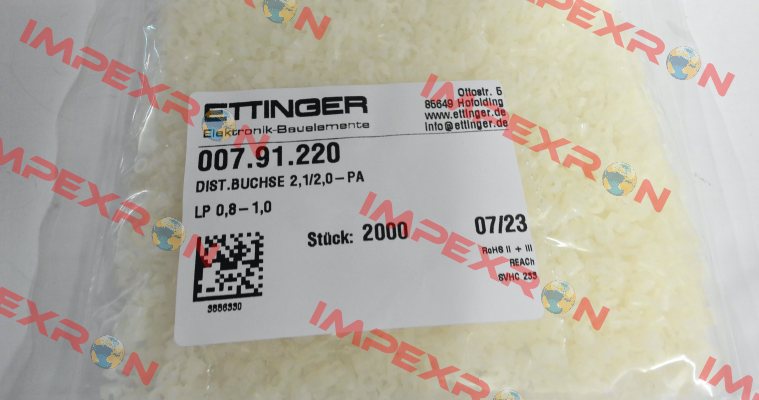 ETTINGER
Elektronik-Bauelemente
Ottostr. 5
85649 Hofolding
www.ettinger.de
info@ettinger.de
007.91.220
DIST.BUCHSE 2,1/2,0-PA
LP 0,8-1,0
Stück: 2000
07/23
RoHS II + III
REACh
SVHC 233
3886330
IMPEXRON
IMPEXRON
IMPEXRON
IMPEXRON
IMPEXRON
IMPEXRON
IMPEXRON